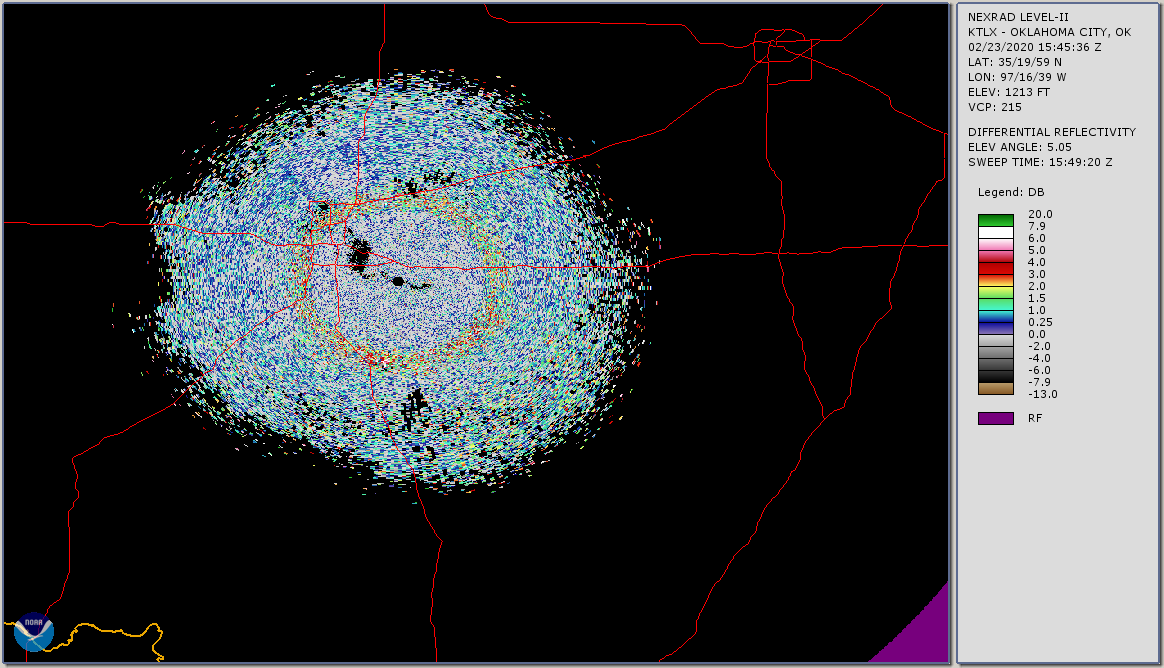 NEXRAD LEVEL-II
KTLX - OKLAHOMA CITY, OK
02/23/2020 15:45:36 Z
LAT: 35/19/59 N
LON: 97/16/39 W
ELEV: 1213 FT
VCP: 215
DIFFERENTIAL REFLECTIVITY
ELEV ANGLE: 5.05
SWEEP TIME: 15:49:20 Z
Legend: DB
20.0
7.9
6.0
5.0
4.0
3.0
2.0
1.5
1.0
0.25
0.0
-2.0
-4.0
-6.0
-7.9
-13.0
RF
NOAA